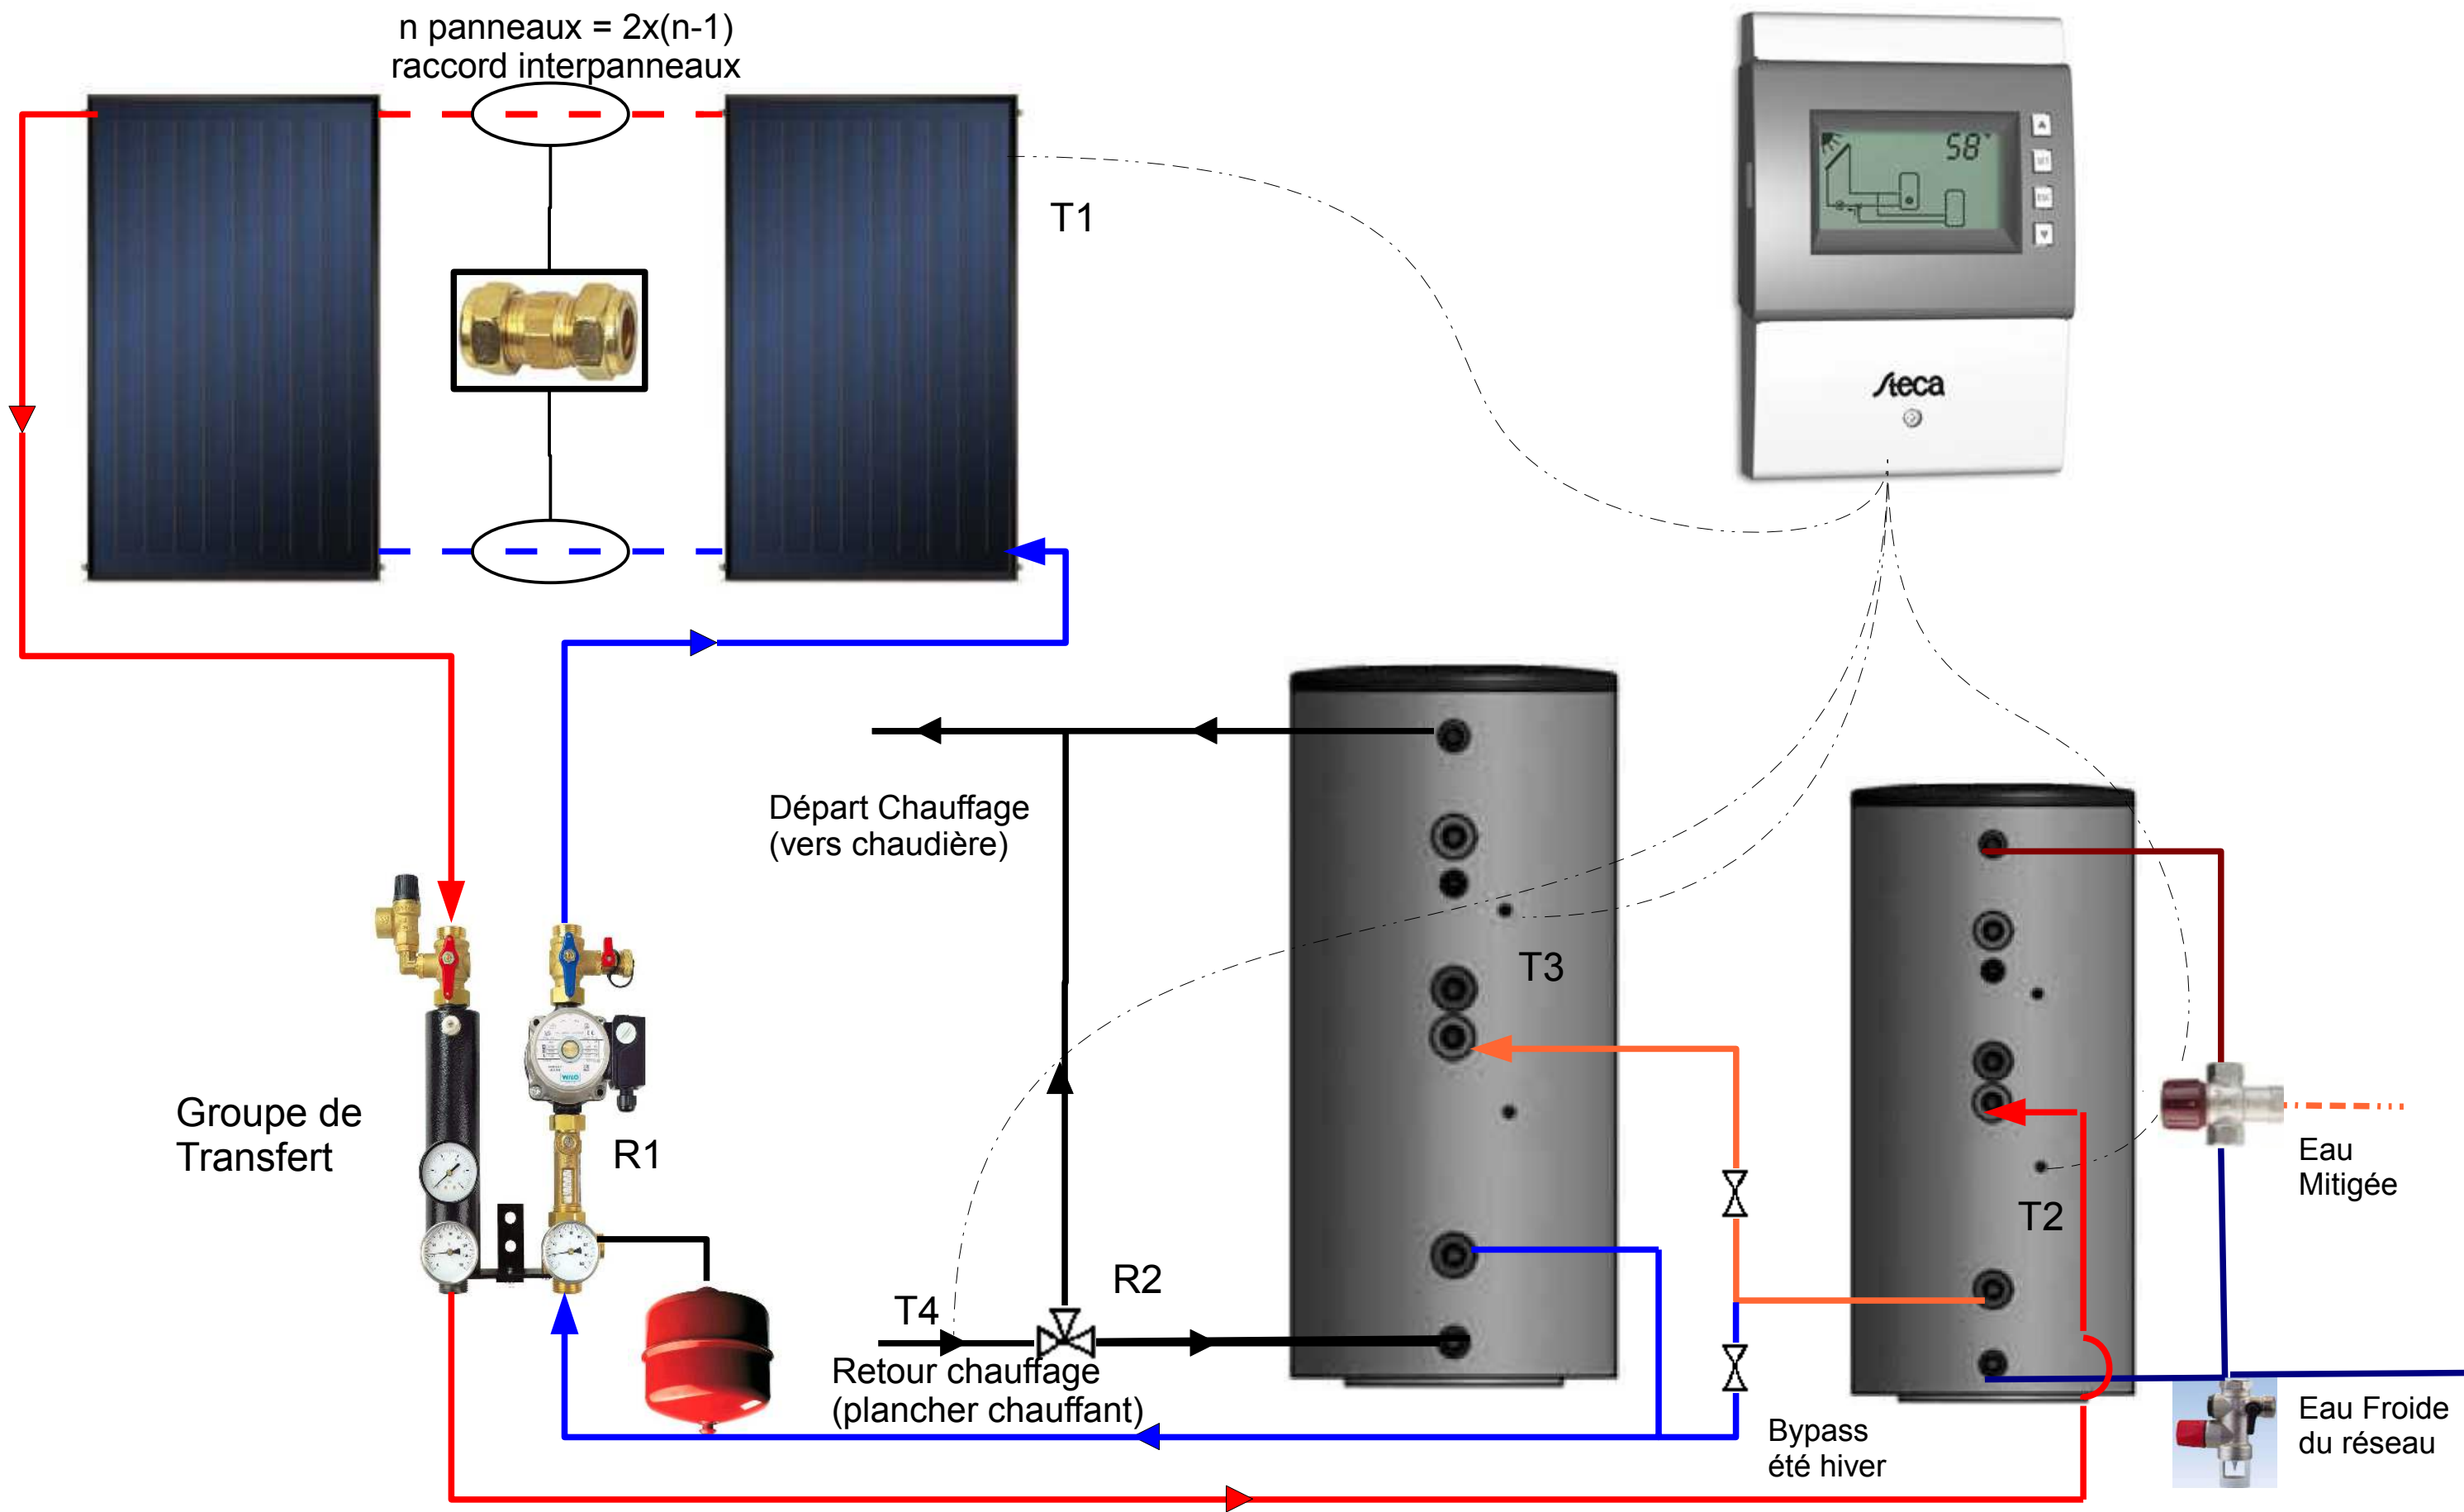 n panneaux = 2x(n-1)
raccord interpanneaux
T1
58°
Steca
Départ Chauffage
(vers chaudière)
T3
Groupe de
Transfert
R1
WILO
T2
Eau
Mitigée
T4
R2
Retour chauffage
(plancher chauffant)
Bypass
été hiver
Eau Froide
du réseau